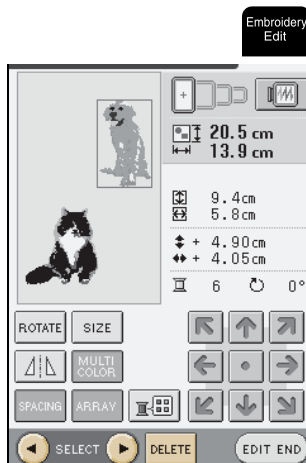 Embroidery
Edit
20.5 cm
13.9 cm
9.4cm
5.8cm
+ 4.90cm
+ 4.05cm
6 0°
ROTATE SIZE
MULTI
COLOR
SPACING ARRAY
SELECT DELETE EDIT END